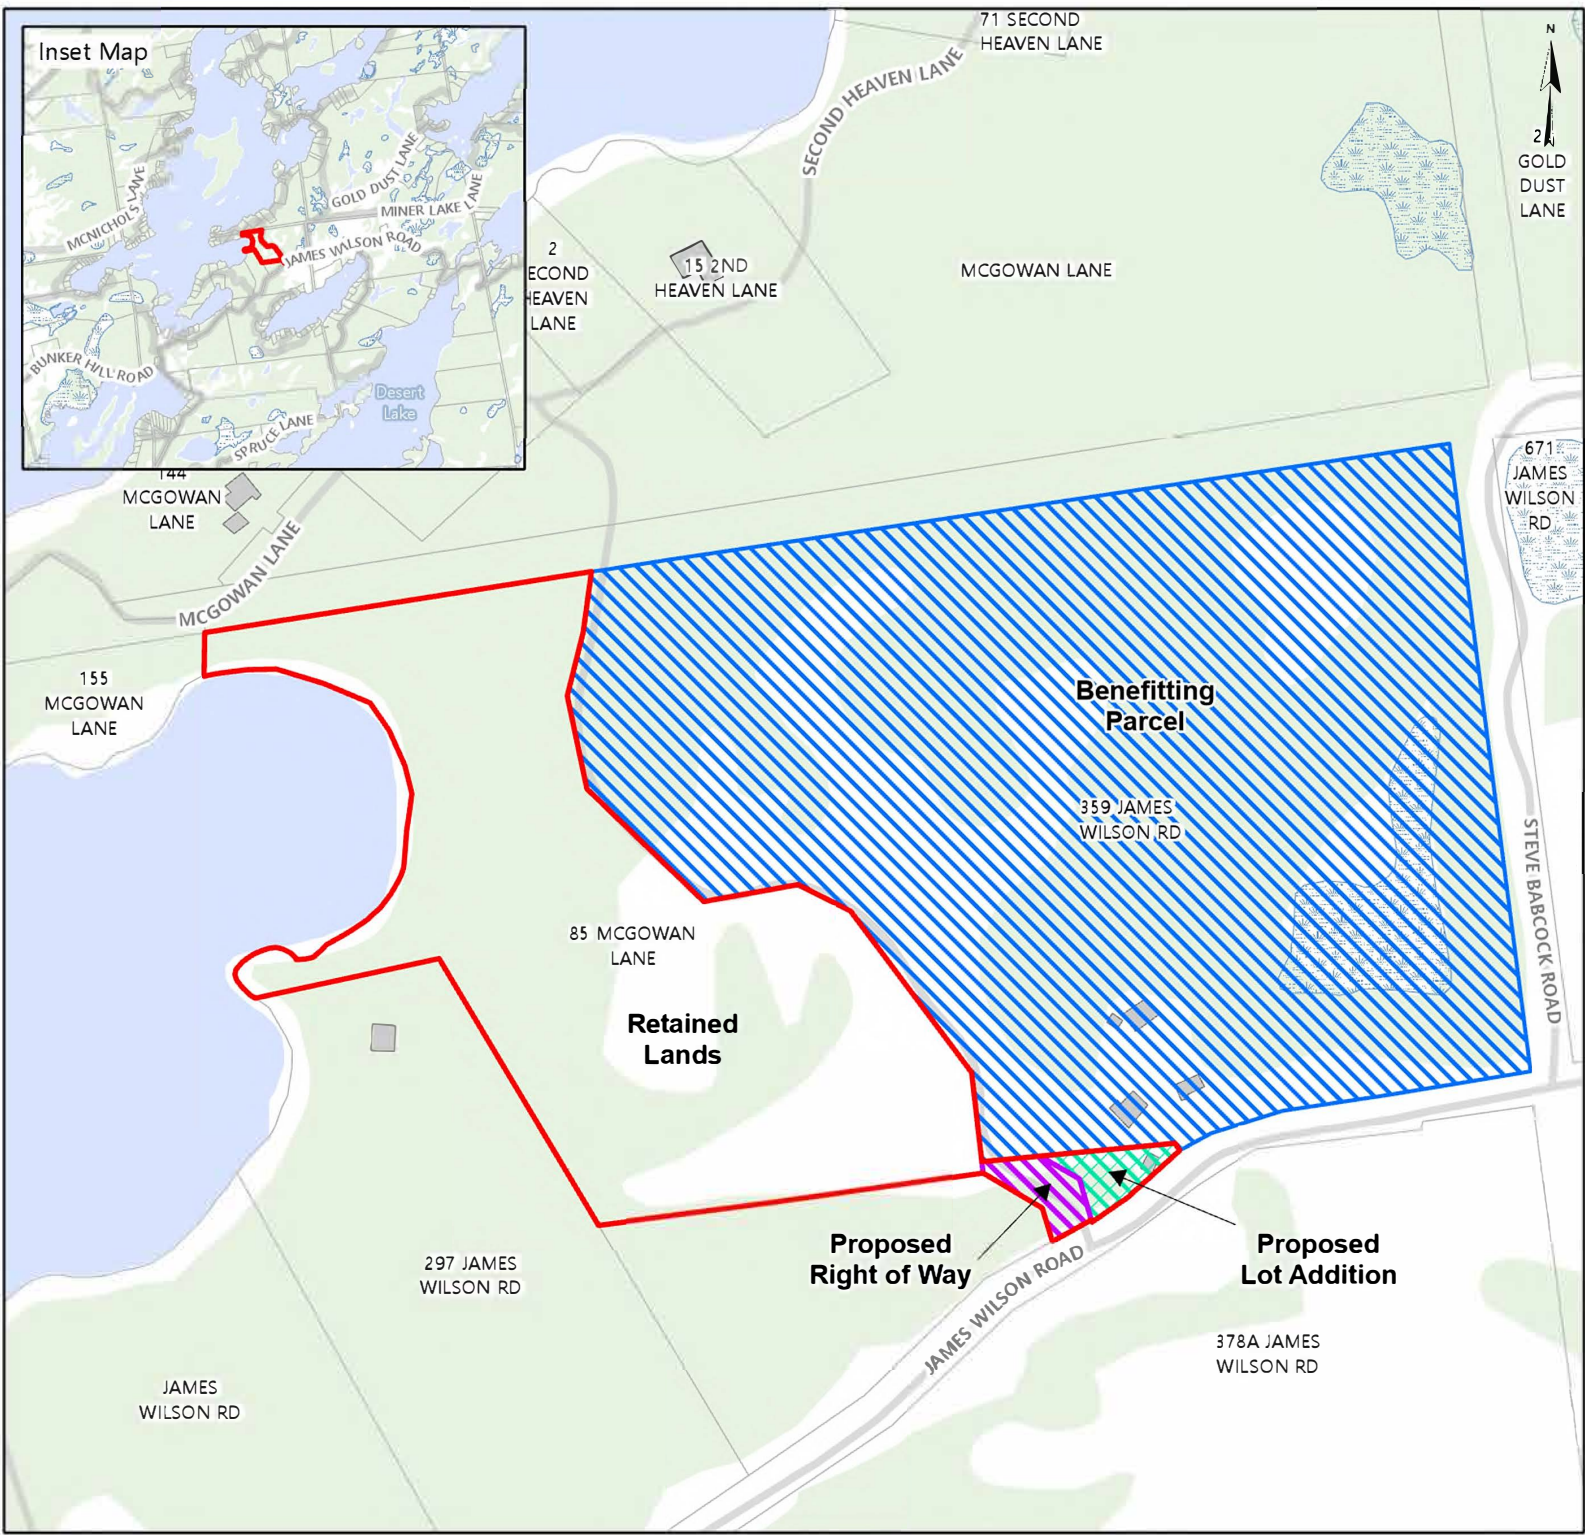 Inset Map
MCNICHOLS LANE
GOLD DUST LANE
MINER LAKE LANE
JAMES WILSON ROAD
BUNKER HILL ROAD
SPRUCE LANE
Desert
Lake
71 SECOND
HEAVEN LANE
SECOND HEAVEN LANE
N
GOLD
DUST
LANE
2
ECOND
HEAVEN
LANE
15 2ND
HEAVEN LANE
MCGOWAN LANE
144
MCGOWAN
LANE
MCGOWAN LANE
671
JAMES
WILSON
RD
155
MCGOWAN
LANE
Benefitting
Parcel
359 JAMES
WILSON RD
STEVE BABCOCK ROAD
85 MCGOWAN
LANE
Retained
Lands
Proposed
Right of Way
Proposed
Lot Addition
297 JAMES
WILSON RD
JAMES WILSON ROAD
378A JAMES
WILSON RD
JAMES
WILSON RD